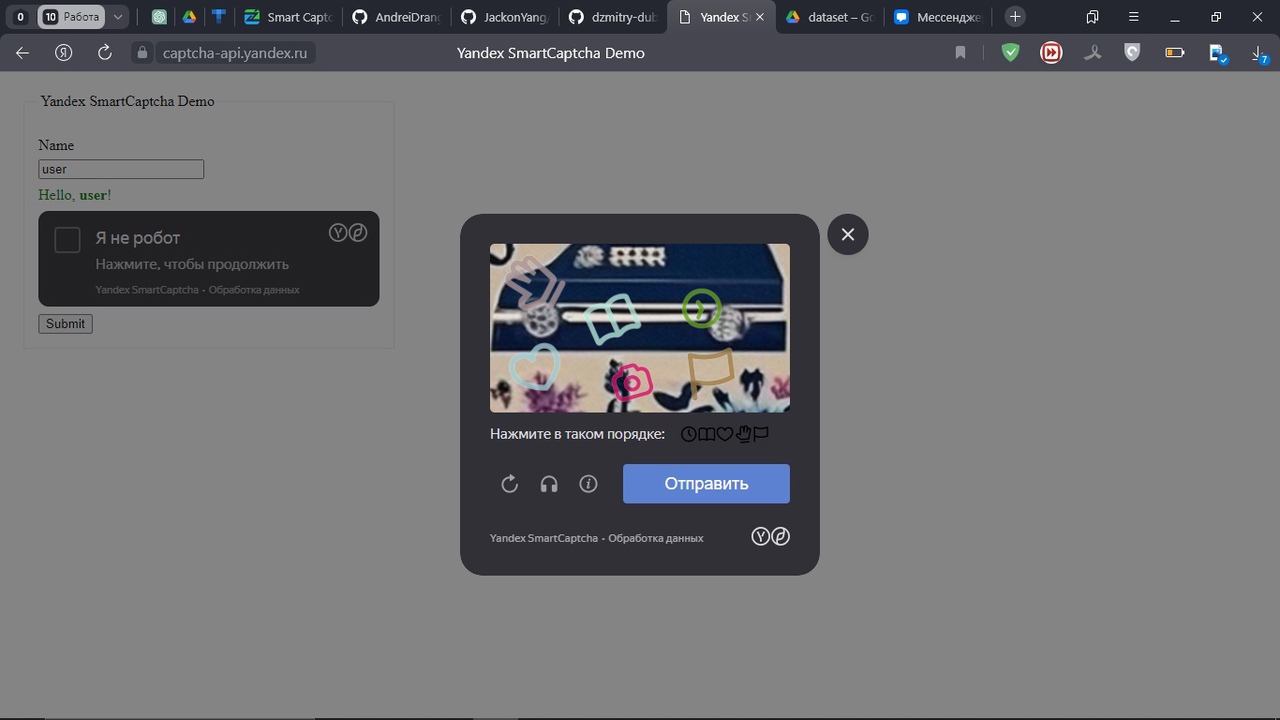 0
10 Работа
Smart Captc
AndreiDrang
JackonYang
dzmitry-dub
Yandex S
dataset – Go
Мессендже
captcha-api.yandex.ru
Yandex SmartCaptcha Demo
7
Yandex SmartCaptcha Demo
Name
user
Hello, user!
Я не робот
Нажмите, чтобы продолжить
Yandex SmartCaptcha - Обработка данных
Submit
Нажмите в таком порядке:
Отправить
Yandex SmartCaptcha - Обработка данных